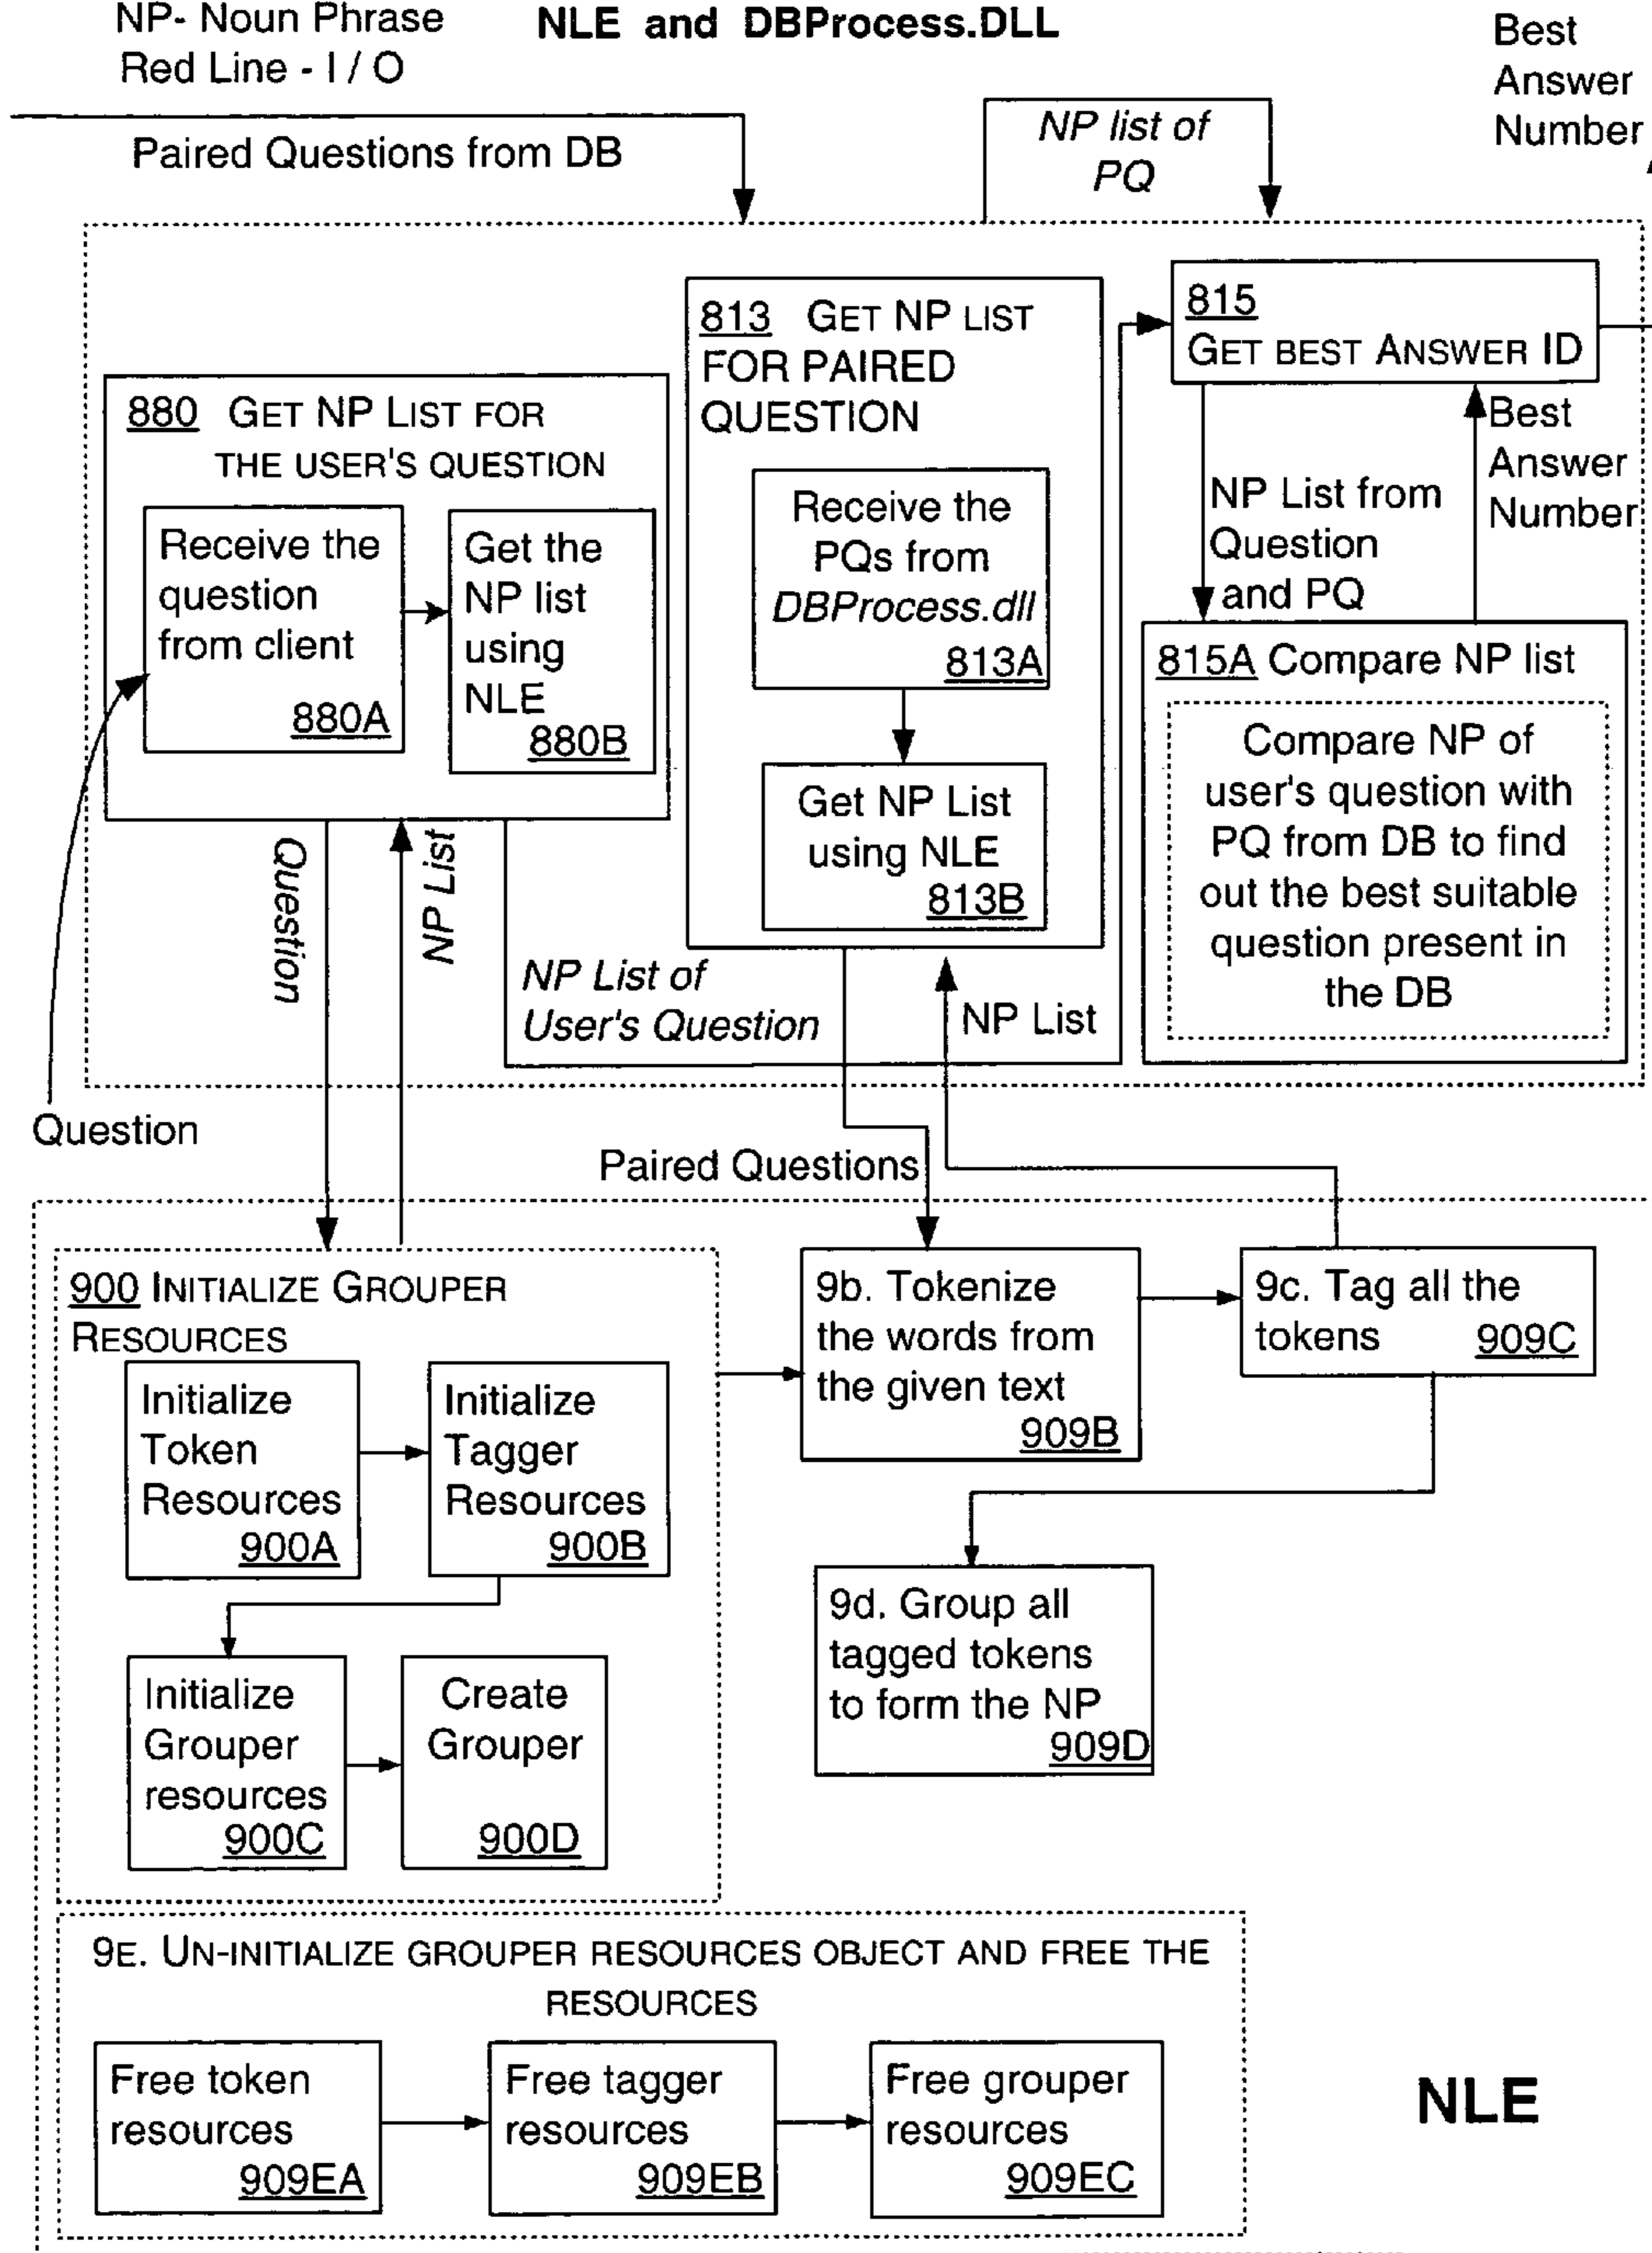 NP- Noun Phrase
Red Line - I / O
NLE and DBProcess.DLL
Best
Answer
Number
Paired Questions from DB
NP list of
PQ
880 GET NP LIST FOR
THE USER'S QUESTION
Receive the
question
from client
880A
Get the
NP list
using
NLE
880B
813 GET NP LIST
FOR PAIRED
QUESTION
Receive the
PQs from
DBProcess.dll
813A
Get NP List
using NLE
813B
815
GET BEST ANSWER ID
NP List from
Question
and PQ
Best
Answer
Number
815A Compare NP list
Compare NP of
user's question with
PQ from DB to find
out the best suitable
question present in
the DB
Question
NP List
NP List of
User's Question
NP List
Question
Paired Questions
900 INITIALIZE GROUPER
RESOURCES
Initialize
Token
Resources
900A
Initialize
Tagger
Resources
900B
Initialize
Grouper
resources
900C
Create
Grouper
900D
9b. Tokenize
the words from
the given text
909B
9c. Tag all the
tokens 909C
9d. Group all
tagged tokens
to form the NP
909D
9E. UN-INITIALIZE GROUPER RESOURCES OBJECT AND FREE THE
RESOURCES
Free token
resources
909EA
Free tagger
resources
909EB
Free grouper
resources
909EC
NLE